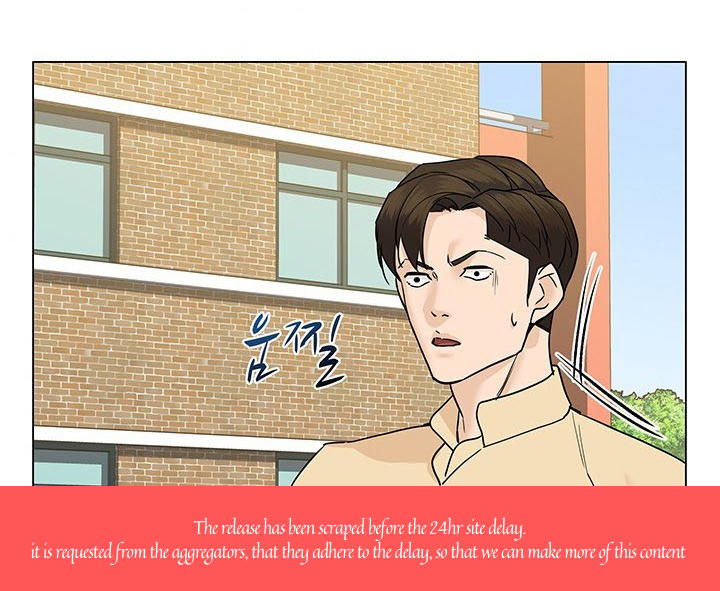 움찔
The release has been scraped before the 24hr site delay.
it is requested from the aggregators, that they adhere to the delay, so that we can make more of this content